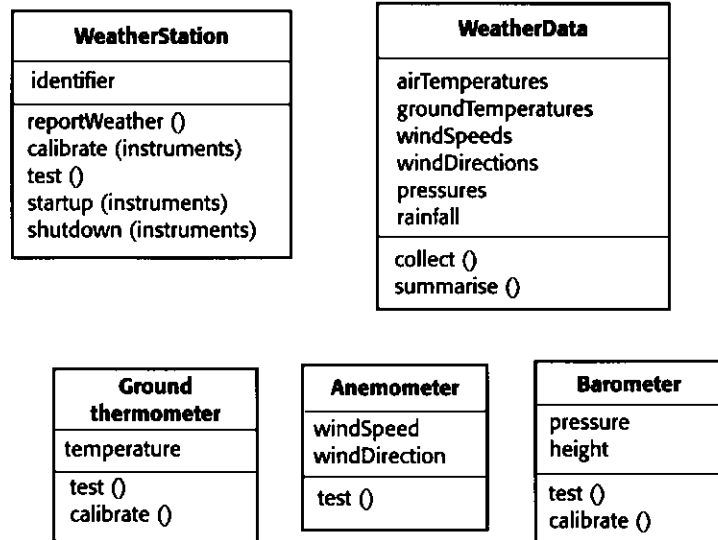 WeatherStation
identifier
reportWeather ()
calibrate (instruments)
test ()
startup (instruments)
shutdown (instruments)
WeatherData
airTemperatures
groundTemperatures
windSpeeds
windDirections
pressures
rainfall
collect ()
summarise ()
Ground
thermometer
temperature
test ()
calibrate ()
Anemometer
windSpeed
windDirection
test ()
Barometer
pressure
height
test ()
calibrate ()